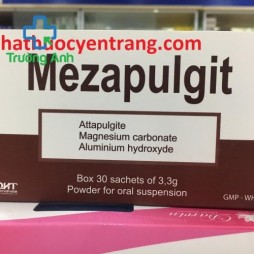 hathuocyentrang.com
Trường Anh
Mezapulgit
Attapulgite
Magnesium carbonate
Aluminium hydroxyde
Box 30 sachets of 3,3g
Powder for oral suspension
GMP - WH